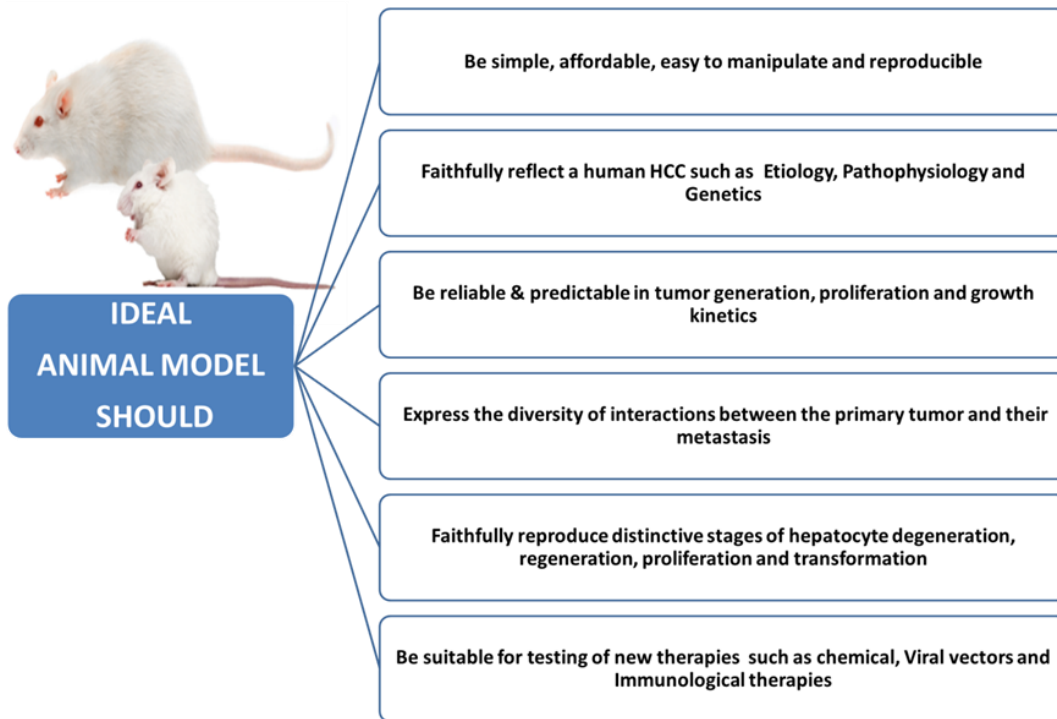 Be simple, affordable, easy to manipulate and reproducible
Faithfully reflect a human HCC such as  Etiology, Pathophysiology and
Genetics
Be reliable & predictable in tumor generation, proliferation and growth
kinetics
IDEAL
ANIMAL MODEL
SHOULD
Express the diversity of interactions between the primary tumor and their
metastasis
Faithfully reproduce distinctive stages of hepatocyte degeneration,
regeneration, proliferation and transformation
Be suitable for testing of new therapies  such as chemical, Viral vectors and
Immunological therapies